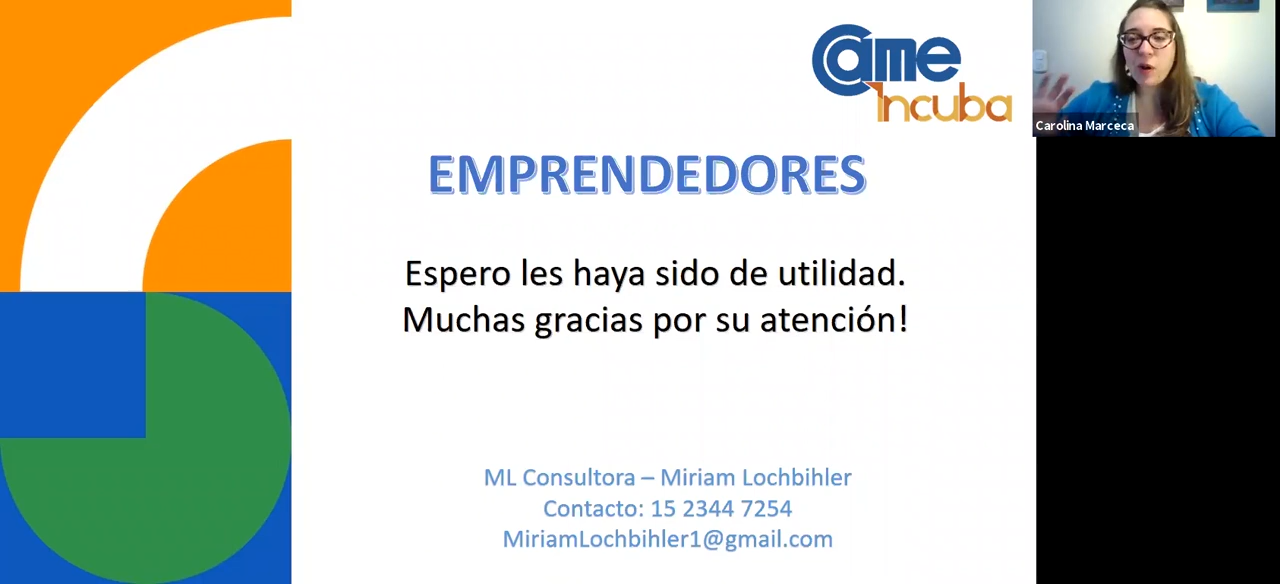 Came
incuba
Carolina Marceca
EMPRENDEDORES
Espero les haya sido de utilidad.
Muchas gracias por su atención!
ML Consultora – Miriam Lochbihler
Contacto: 15 2344 7254
MiriamLochbihler1@gmail.com